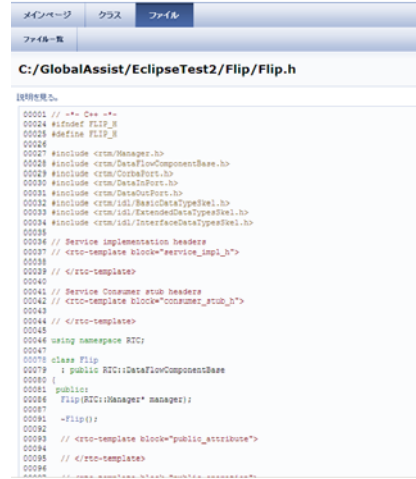 メインページ クラス ファイル
ファイル一覧
C:/GlobalAssist/EclipseTest2/Flip/Flip.h
説明を見る。
00001 // -*- C++ -*-
00024 #ifndef FLIP_H
00025 #define FLIP_H
00026
00027 #include <rtm/Manager.h>
00028 #include <rtm/DataFlowComponentBase.h>
00029 #include <rtm/CorbaPort.h>
00030 #include <rtm/DataInPort.h>
00031 #include <rtm/DataOutPort.h>
00032 #include <rtm/idl/BasicDataTypeSkel.h>
00033 #include <rtm/idl/ExtendedDataTypesSkel.h>
00034 #include <rtm/idl/InterfaceDataTypesSkel.h>
00035
00036 // Service implementation headers
00037 // <rtc-template block="service_impl_h">
00038
00039 // </rtc-template>
00040
00041 // Service Consumer stub headers
00042 // <rtc-template block="consumer_stub_h">
00043
00044 // </rtc-template>
00045
00046 using namespace RTC;
00047
00078 class Flip
00079 : public RTC::DataFlowComponentBase
00080 {
00081 public:
00086 Flip(RTC::Manager* manager);
00087
00091 ~Flip();
00092
00093 // <rtc-template block="public_attribute">
00094
00095 // </rtc-template>
00096